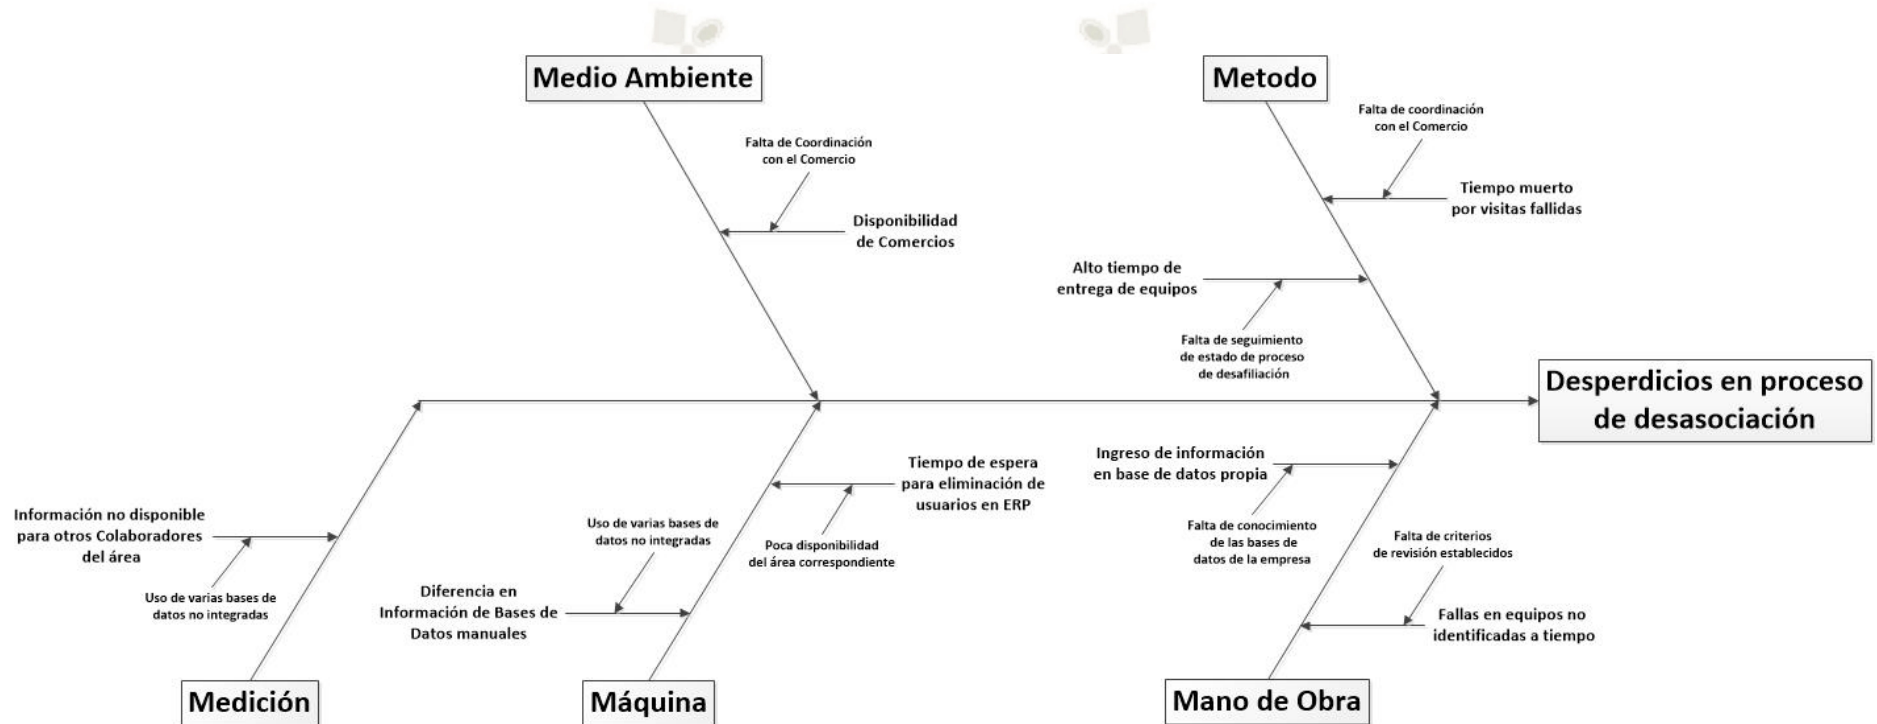 Medio Ambiente
Metodo
Falta de Coordinación
con el Comercio
Disponibilidad
de Comercios
Falta de coordinación
con el Comercio
Tiempo muerto
por visitas fallidas
Alto tiempo de
entrega de equipos
Falta de seguimiento
de estado de proceso
de desafiliación
Desperdicios en proceso
de desasociación
Información no disponible
para otros Colaboradores
del área
Uso de varias bases de
datos no integradas
Medición
Tiempo de espera
para eliminación de
usuarios en ERP
Poca disponibilidad
del área correspondiente
Uso de varias bases de
datos no integradas
Diferencia en
Información de Bases de
Datos manuales
Máquina
Ingreso de información
en base de datos propia
Falta de conocimiento
de las bases de
datos de la empresa
Falta de criterios
de revisión establecidos
Fallas en equipos no
identificadas a tiempo
Mano de Obra